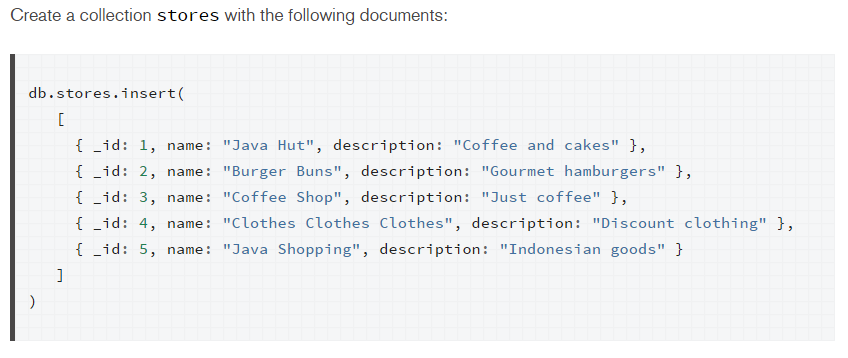 Create a collection stores with the following documents:
db.stores.insert(
[
{ _id: 1, name: "Java Hut", description: "Coffee and cakes" },
{ _id: 2, name: "Burger Buns", description: "Gourmet hamburgers" },
{ _id: 3, name: "Coffee Shop", description: "Just coffee" },
{ _id: 4, name: "Clothes Clothes Clothes", description: "Discount clothing" },
{ _id: 5, name: "Java Shopping", description: "Indonesian goods" }
]
)